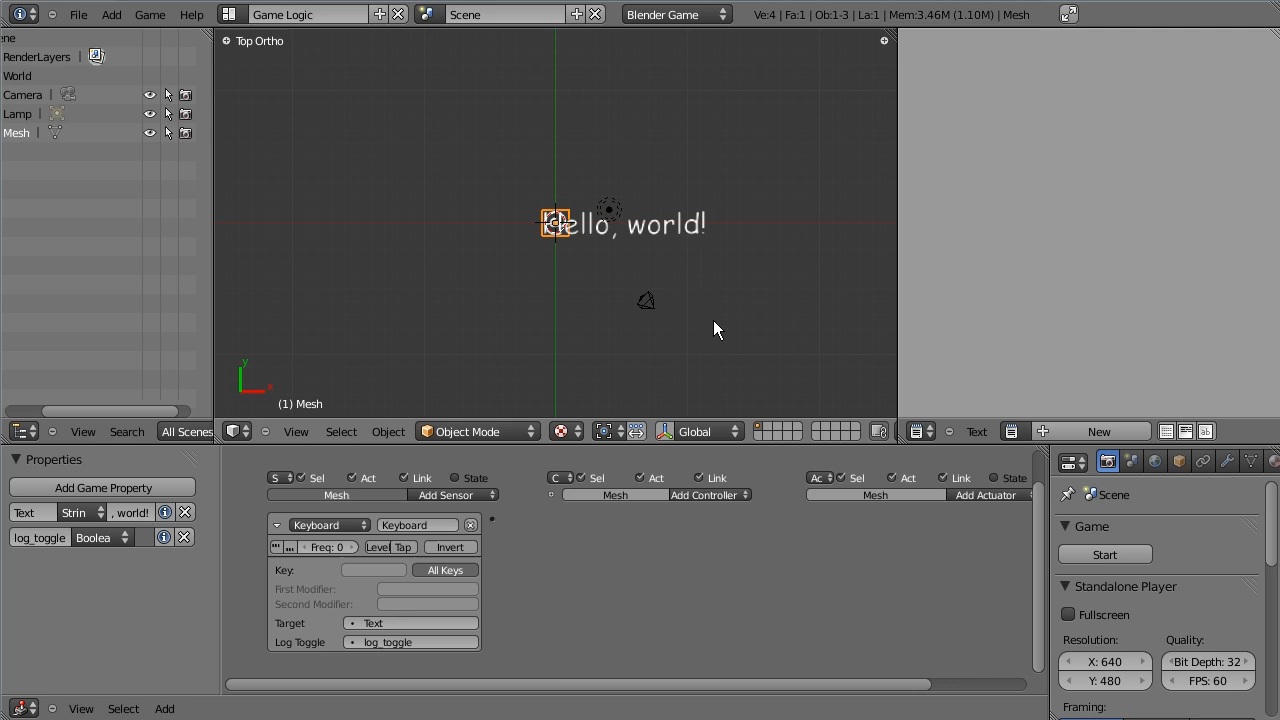 File Add Game Help Game Logic Scene Blender Game Ve:4 | Fa:1 | Ob:1-3 | La:1 | Mem:3.46M (1.10M) | Mesh
ne
RenderLayers |
World
Camera |
Lamp |
Mesh |
Top Ortho
Hello, world!
y
x
(1) Mesh
View Search All Scenes
View Select Object Object Mode Global
Text New
Properties
Add Game Property
Text Strin , world!
log_toggle Boolea
S Sel Act Link State
Mesh Add Sensor
Keyboard Keyboard
Freq: 0 Level Tap Invert
Key: All Keys
First Modifier:
Second Modifier:
Target Text
Log Toggle log_toggle
C Sel Act Link
Mesh Add Controller
Ac Sel Act Link State
Mesh Add Actuator
Scene
Game
Start
Standalone Player
Fullscreen
Resolution: Quality:
X: 640 Bit Depth: 32
Y: 480 FPS: 60
Framing:
View Select Add